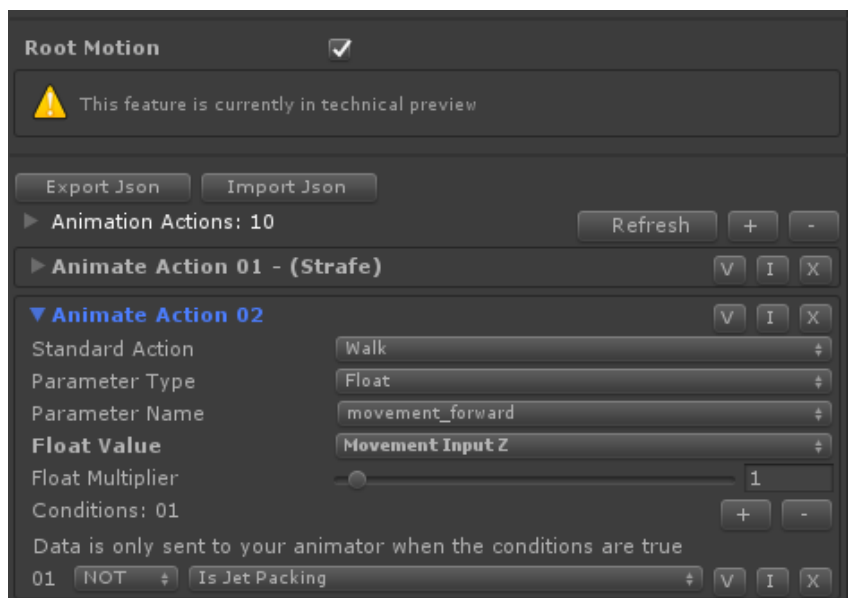 Root Motion
This feature is currently in technical preview
Export Json Import Json
Animation Actions: 10 Refresh + -
Animate Action 01 - (Strafe) V I X
Animate Action 02 V I X
Standard Action Walk
Parameter Type Float
Parameter Name movement_forward
Float Value Movement Input Z
Float Multiplier 1
Conditions: 01 + -
Data is only sent to your animator when the conditions are true
01 NOT Is Jet Packing V I X